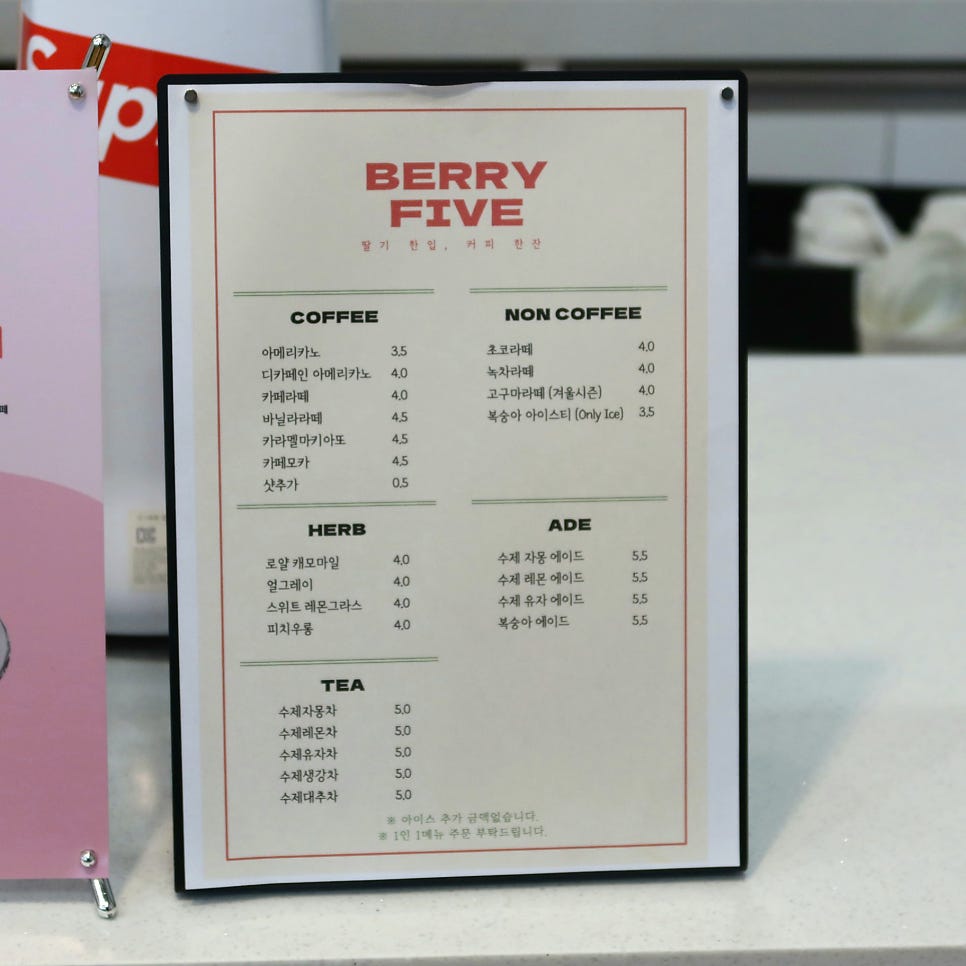 BERRY
FIVE
딸기 한입, 커피 한잔
COFFEE
아메리카노 3,5
디카페인 아메리카노 4,0
카페라떼 4,0
바닐라라떼 4,5
카라멜마키아또 4,5
카페모카 4,5
샷추가 0,5
HERB
로얄 캐모마일 4,0
얼그레이 4,0
스위트 레몬그라스 4,0
피치우롱 4,0
TEA
수제자몽차 5,0
수제레몬차 5,0
수제유자차 5,0
수제생강차 5,0
수제대추차 5,0
NON COFFEE
초코라떼 4,0
녹차라떼 4,0
고구마라떼 (겨울시즌) 4,0
복숭아 아이스티 (Only Ice) 3,5
ADE
수제 자몽 에이드 5,5
수제 레몬 에이드 5,5
수제 유자 에이드 5,5
복숭아 에이드 5,5
※ 아이스 추가 금액없습니다.
※ 1인 1메뉴 주문 부탁드립니다.